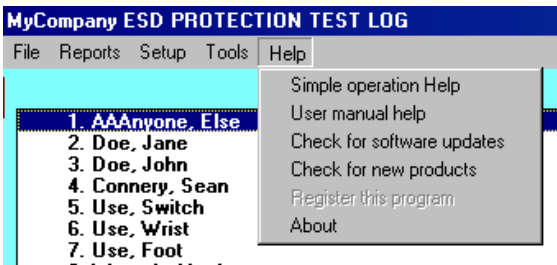 MyCompany ESD PROTECTION TEST LOG
File Reports Setup Tools Help
Simple operation Help
User manual help
Check for software updates
Check for new products
Register this program
About
1. AAAnyone, Else
2. Doe, Jane
3. Doe, John
4. Connery, Sean
5. Use, Switch
6. Use, Wrist
7. Use, Foot